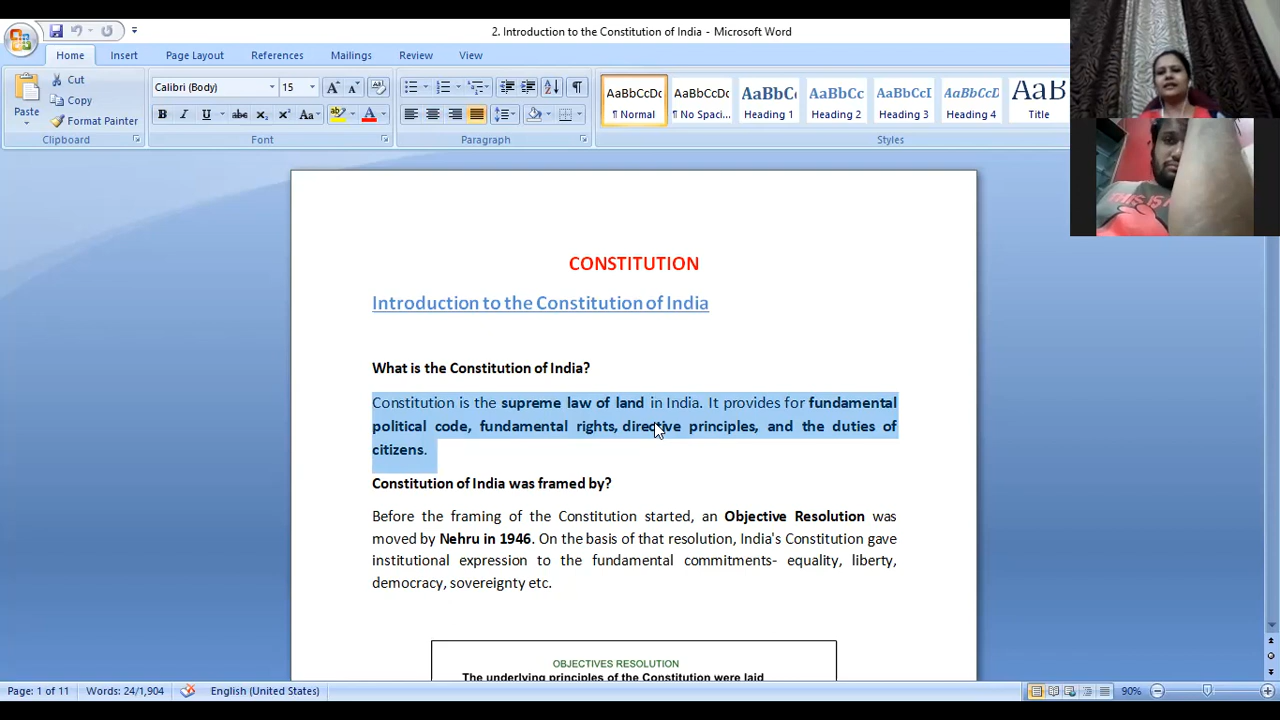 2. Introduction to the Constitution of India - Microsoft Word
Home Insert Page Layout References Mailings Review View
Paste
Cut
Copy
Format Painter
Clipboard
Calibri (Body) 15
Font
Paragraph
AaBbCcDc AaBbCcDc AaBbC AaBbCc AaBbCcI AaBbCcD AaB
¶ Normal ¶ No Spaci... Heading 1 Heading 2 Heading 3 Heading 4 Title
Styles
THIS IS
CONSTITUTION
Introduction to the Constitution of India
What is the Constitution of India?
Constitution is the supreme law of land in India. It provides for fundamental
political code, fundamental rights, directive principles, and the duties of
citizens.
Constitution of India was framed by?
Before the framing of the Constitution started, an Objective Resolution was
moved by Nehru in 1946. On the basis of that resolution, India's Constitution gave
institutional expression to the fundamental commitments- equality, liberty,
democracy, sovereignty etc.
OBJECTIVES RESOLUTION
The underlying principles of the Constitution were laid
Page: 1 of 11 Words: 24/1,904 English (United States) 90%